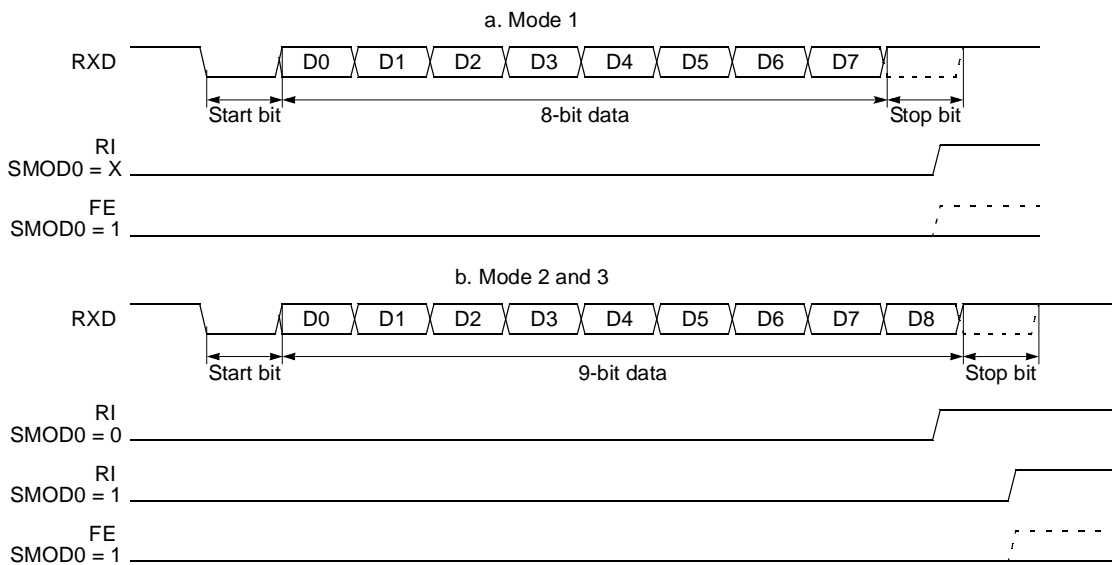 a. Mode 1
RXD D0 D1 D2 D3 D4 D5 D6 D7
Start bit 8-bit data Stop bit
RI
SMOD0 = X
FE
SMOD0 = 1
b. Mode 2 and 3
RXD D0 D1 D2 D3 D4 D5 D6 D7 D8
Start bit 9-bit data Stop bit
RI
SMOD0 = 0
RI
SMOD0 = 1
FE
SMOD0 = 1